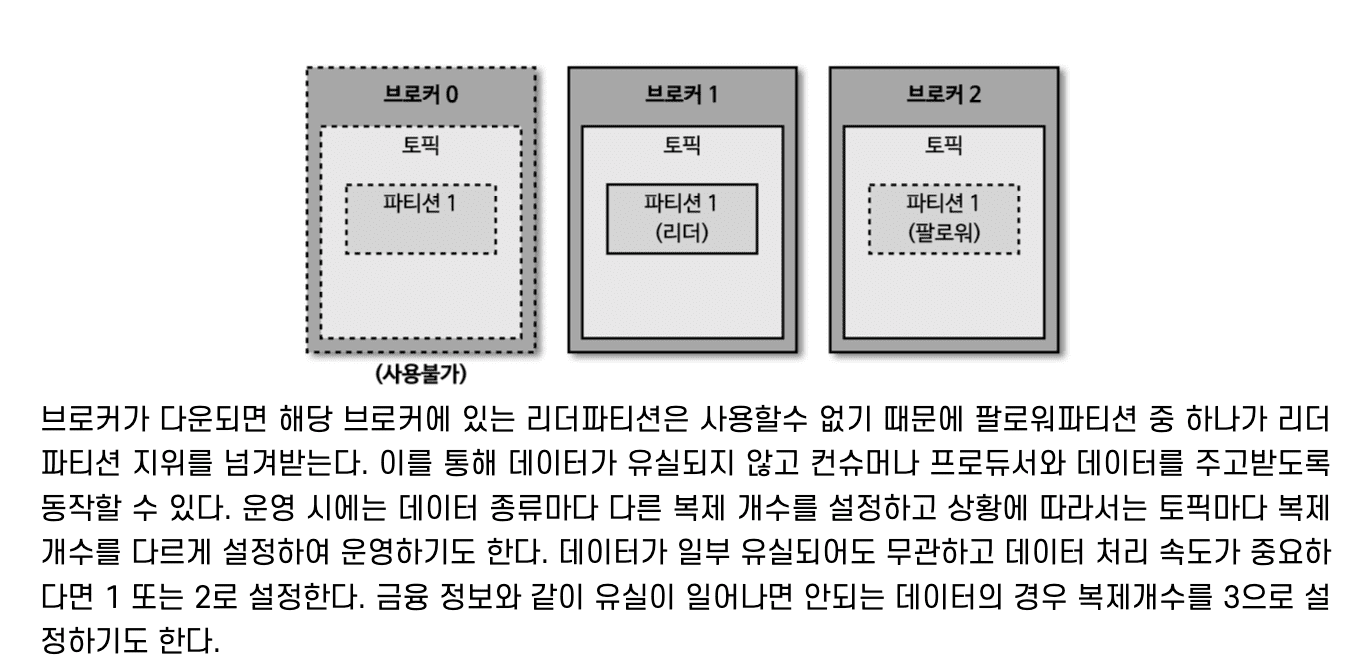 브로커 0
브로커 1
브로커 2
토픽
토픽
토픽
파티션 1
파티션 1
(리더)
파티션 1
(팔로워)
(사용불가)
브로커가 다운되면 해당 브로커에 있는 리더파티션은 사용할수 없기 때문에 팔로워파티션 중 하나가 리더
파티션 지위를 넘겨받는다. 이를 통해 데이터가 유실되지 않고 컨슈머나 프로듀서와 데이터를 주고받도록
동작할 수 있다. 운영 시에는 데이터 종류마다 다른 복제 개수를 설정하고 상황에 따라서는 토픽마다 복제
개수를 다르게 설정하여 운영하기도 한다. 데이터가 일부 유실되어도 무관하고 데이터 처리 속도가 중요하
다면 1 또는 2로 설정한다. 금융 정보와 같이 유실이 일어나면 안되는 데이터의 경우 복제개수를 3으로 설
정하기도 한다.